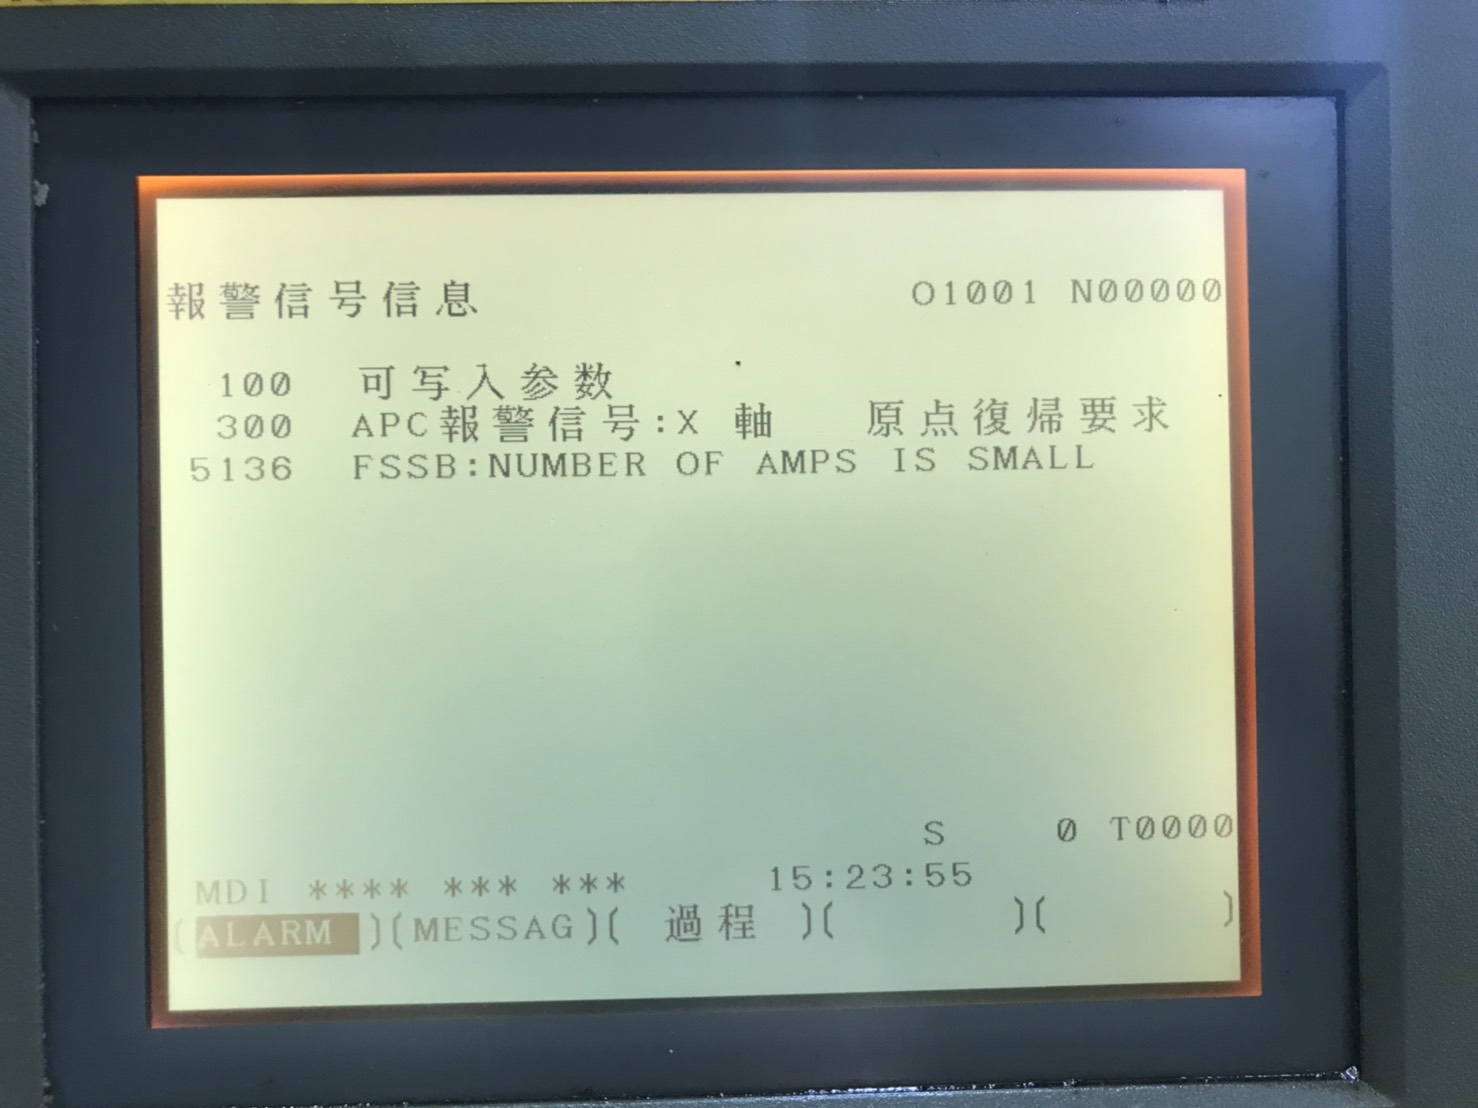 報警信号信息 O1001 N00000
100 可写入参数
300 APC報警信号:X 軸 原点復帰要求
5136 FSSB:NUMBER OF AMPS IS SMALL
S 0 T0000
MDI **** *** *** 15:23:55
(ALARM )(MESSAG)( 過程 )( )( )